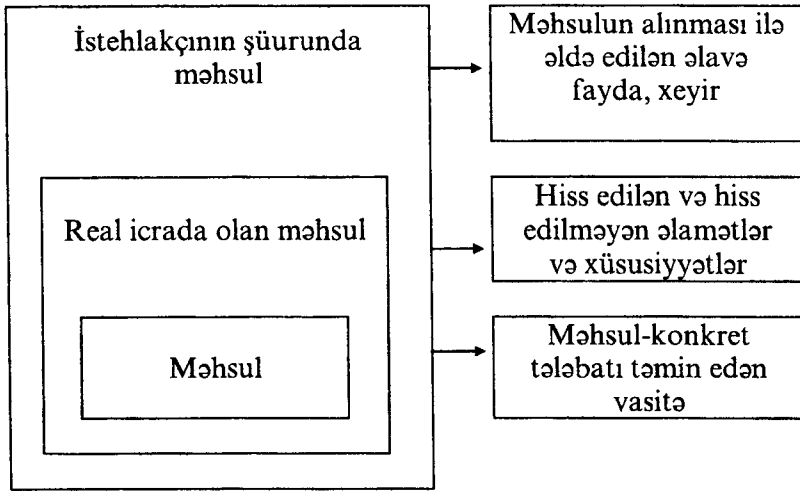 İstehlakçının şüurunda
məhsul
Məhsulun alınması ilə
əldə edilən əlavə
fayda, xeyir
Real icrada olan məhsul
Hiss edilən və hiss
edilməyən əlamətlər
və xüsusiyyətlər
Məhsul
Məhsul-konkret
tələbatı təmin edən
vasitə